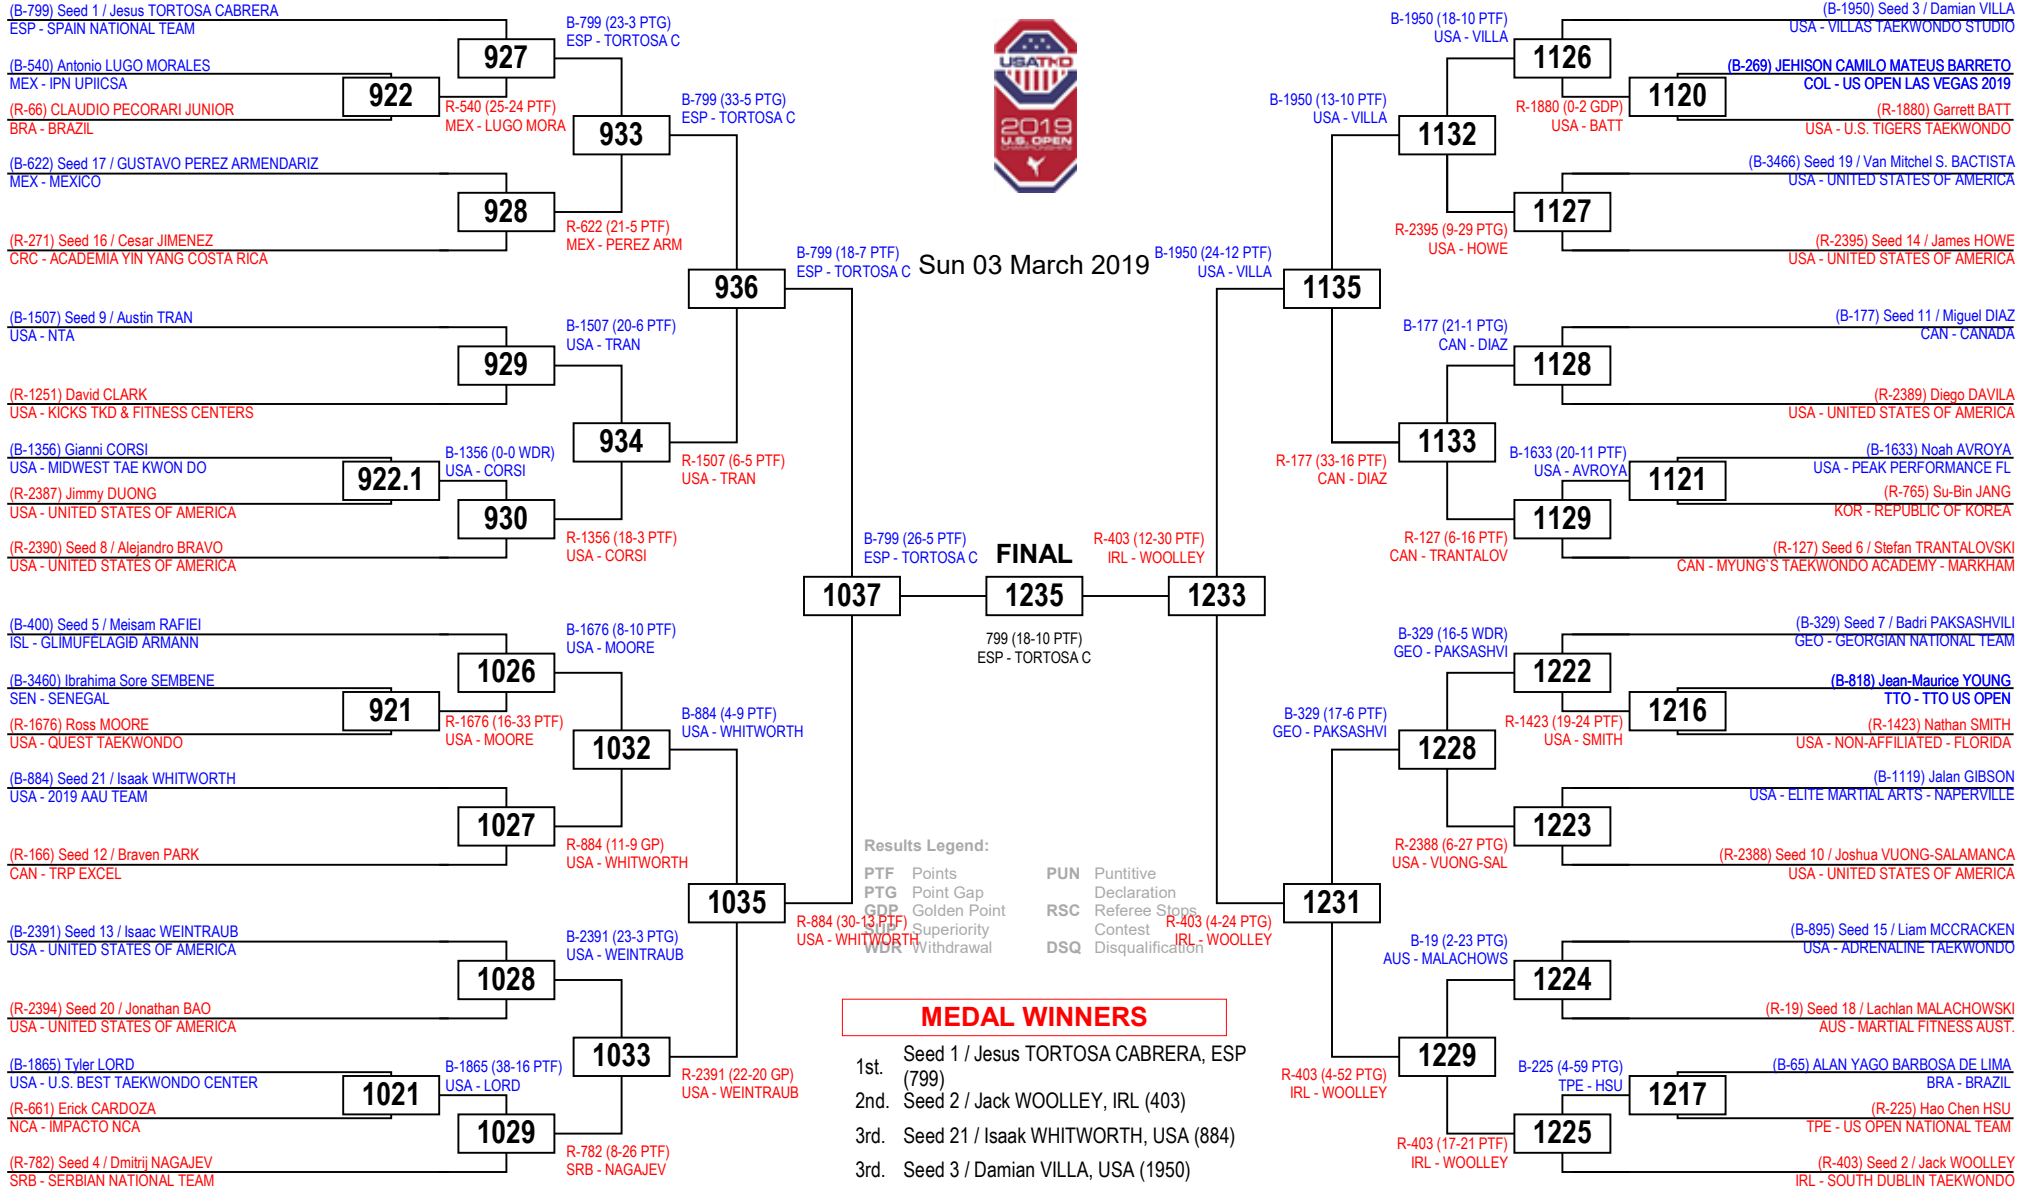 (B-799) Seed 1 / Jesus TORTOSA CABRERA
ESP - SPAIN NATIONAL TEAM
(B-540) Antonio LUGO MORALES
MEX - IPN UPIICSA
(R-66) CLAUDIO PECORARI JUNIOR
BRA - BRAZIL
(B-622) Seed 17 / GUSTAVO PEREZ ARMENDARIZ
MEX - MEXICO
(R-271) Seed 16 / Cesar JIMENEZ
CRC - ACADEMIA YIN YANG COSTA RICA
(B-1507) Seed 9 / Austin TRAN
USA - NTA
(R-1251) David CLARK
USA - KICKS TKD & FITNESS CENTERS
(B-1356) Gianni CORSI
USA - MIDWEST TAE KWON DO
(R-2387) Jimmy DUONG
USA - UNITED STATES OF AMERICA
(R-2390) Seed 8 / Alejandro BRAVO
USA - UNITED STATES OF AMERICA
(B-400) Seed 5 / Meisam RAFIEI
ISL - GLÍMUFÉLAGIÐ ÁRMANN
(B-3460) Ibrahima Sore SEMBENE
SEN - SENEGAL
(R-1676) Ross MOORE
USA - QUEST TAEKWONDO
(B-884) Seed 21 / Isaak WHITWORTH
USA - 2019 AAU TEAM
(R-166) Seed 12 / Braven PARK
CAN - TRP EXCEL
(B-2391) Seed 13 / Isaac WEINTRAUB
USA - UNITED STATES OF AMERICA
(R-2394) Seed 20 / Jonathan BAO
USA - UNITED STATES OF AMERICA
(B-1865) Tyler LORD
USA - U.S. BEST TAEKWONDO CENTER
(R-661) Erick CARDOZA
NCA - IMPACTO NCA
(R-782) Seed 4 / Dmitrij NAGAJEV
SRB - SERBIAN NATIONAL TEAM
922
922.1
921
1021
R-540 (25-24 PTF)
MEX - LUGO MORA
B-1356 (0-0 WDR)
USA - CORSI
R-1676 (16-33 PTF)
USA - MOORE
B-1865 (38-16 PTF)
USA - LORD
927
928
929
930
1026
1027
1028
1029
B-799 (23-3 PTG)
ESP - TORTOSA C
R-622 (21-5 PTF)
MEX - PEREZ ARM
B-1507 (20-6 PTF)
USA - TRAN
R-1356 (18-3 PTF)
USA - CORSI
B-1676 (8-10 PTF)
USA - MOORE
R-884 (11-9 GP)
USA - WHITWORTH
B-2391 (23-3 PTG)
USA - WEINTRAUB
R-782 (8-26 PTF)
SRB - NAGAJEV
933
934
1032
1033
B-799 (33-5 PTG)
ESP - TORTOSA C
R-1507 (6-5 PTF)
USA - TRAN
B-884 (4-9 PTF)
USA - WHITWORTH
R-2391 (22-20 GP)
USA - WEINTRAUB
936
1035
B-799 (18-7 PTF)
ESP - TORTOSA C
R-884 (30-13 PTF)
USA - WHITWORTH
1037
B-799 (26-5 PTF)
ESP - TORTOSA C
USATKD
2019
U.S. OPEN
CHAMPIONSHIPS
Sun 03 March 2019
FINAL
1235
799 (18-10 PTF)
ESP - TORTOSA C
R-403 (12-30 PTF)
IRL - WOOLLEY
1233
B-1950 (24-12 PTF)
USA - VILLA
R-403 (4-24 PTG)
IRL - WOOLLEY
1135
1231
B-1950 (13-10 PTF)
USA - VILLA
R-177 (33-16 PTF)
CAN - DIAZ
B-329 (17-6 PTF)
GEO - PAKSASHVI
R-403 (4-52 PTG)
IRL - WOOLLEY
1132
1133
1228
1229
B-1950 (18-10 PTF)
USA - VILLA
R-2395 (9-29 PTG)
USA - HOWE
B-177 (21-1 PTG)
CAN - DIAZ
R-127 (6-16 PTF)
CAN - TRANTALOV
B-329 (16-5 WDR)
GEO - PAKSASHVI
R-2388 (6-27 PTG)
USA - VUONG-SAL
B-19 (2-23 PTG)
AUS - MALACHOWS
R-403 (17-21 PTF)
IRL - WOOLLEY
1126
1127
1128
1129
1222
1223
1224
1225
R-1880 (0-2 GDP)
USA - BATT
B-1633 (20-11 PTF)
USA - AVROYA
R-1423 (19-24 PTF)
USA - SMITH
B-225 (4-59 PTG)
TPE - HSU
1120
1121
1216
1217
(B-1950) Seed 3 / Damian VILLA
USA - VILLAS TAEKWONDO STUDIO
(B-269) JEHISON CAMILO MATEUS BARRETO
COL - US OPEN LAS VEGAS 2019
(R-1880) Garrett BATT
USA - U.S. TIGERS TAEKWONDO
(B-3466) Seed 19 / Van Mitchel S. BACTISTA
USA - UNITED STATES OF AMERICA
(R-2395) Seed 14 / James HOWE
USA - UNITED STATES OF AMERICA
(B-177) Seed 11 / Miguel DIAZ
CAN - CANADA
(R-2389) Diego DAVILA
USA - UNITED STATES OF AMERICA
(B-1633) Noah AVROYA
USA - PEAK PERFORMANCE FL
(R-765) Su-Bin JANG
KOR - REPUBLIC OF KOREA
(R-127) Seed 6 / Stefan TRANTALOVSKI
CAN - MYUNG`S TAEKWONDO ACADEMY - MARKHAM
(B-329) Seed 7 / Badri PAKSASHVILI
GEO - GEORGIAN NATIONAL TEAM
(B-818) Jean-Maurice YOUNG
TTO - TTO US OPEN
(R-1423) Nathan SMITH
USA - NON-AFFILIATED - FLORIDA
(B-1119) Jalan GIBSON
USA - ELITE MARTIAL ARTS - NAPERVILLE
(R-2388) Seed 10 / Joshua VUONG-SALAMANCA
USA - UNITED STATES OF AMERICA
(B-895) Seed 15 / Liam MCCRACKEN
USA - ADRENALINE TAEKWONDO
(R-19) Seed 18 / Lachlan MALACHOWSKI
AUS - MARTIAL FITNESS AUST.
(B-65) ALAN YAGO BARBOSA DE LIMA
BRA - BRAZIL
(R-225) Hao Chen HSU
TPE - US OPEN NATIONAL TEAM
(R-403) Seed 2 / Jack WOOLLEY
IRL - SOUTH DUBLIN TAEKWONDO
Results Legend:
PTF Points
PTG Point Gap
GDP Golden Point
SUP Superiority
WDR Withdrawal
PUN Puntitive
Declaration
RSC Referee Stops
Contest
DSQ Disqualification
MEDAL WINNERS
1st. Seed 1 / Jesus TORTOSA CABRERA, ESP
(799)
2nd. Seed 2 / Jack WOOLLEY, IRL (403)
3rd. Seed 21 / Isaak WHITWORTH, USA (884)
3rd. Seed 3 / Damian VILLA, USA (1950)